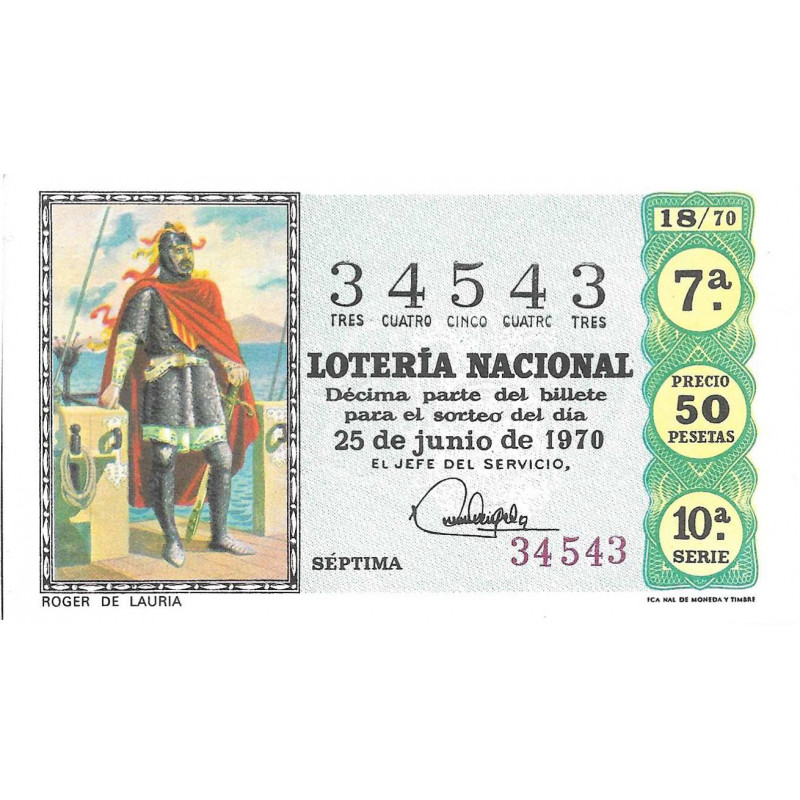 18/70
3 4 5 4 3
TRES CUATRO CINCO CUATRO TRES
7ª.
LOTERÍA NACIONAL
Décima parte del billete
para el sorteo del día
25 de junio de 1970
EL JEFE DEL SERVICIO,
PRECIO
50
PESETAS
SÉPTIMA
34543
10ª.
SERIE
ROGER DE LAURIA
FCA NAL DE MONEDA Y TIMBRE